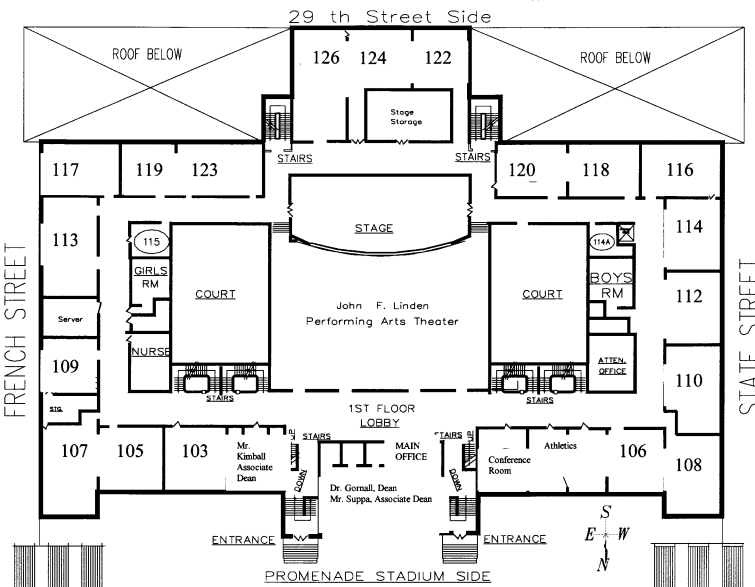 29 th Street Side
ROOF BELOW
126 124 122
ROOF BELOW
Stage
Storage
STAIRS
STAIRS
117 119 123
120 118 116
STAGE
113
115
114A
114
GIRLS
RM
BOYS
RM
COURT
COURT
112
John F. Linden
Performing Arts Theater
Server
NURSE
109
ATTEN.
OFFICE
110
STAIRS
STAIRS
STG.
1ST FLOOR
LOBBY
107 105 103
Mr.
Kimball
Associate
Dean
UP
STAIRS
MAIN
OFFICE
STAIRS
UP
Conference
Room
Athletics
106
108
DOWN
DOWN
Dr. Gornall, Dean
Mr. Suppa, Associate Dean
ENTRANCE
ENTRANCE
S
E W
N
PROMENADE STADIUM SIDE
FRENCH STREET
STATE STREET